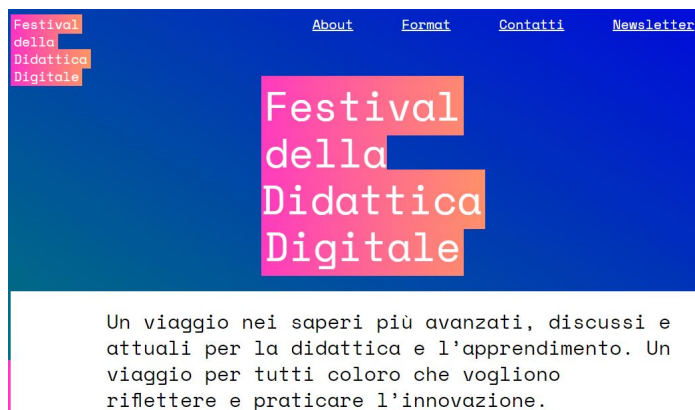 Festival
della
Didattica
Digitale
About Format Contatti Newsletter
Festival
della
Didattica
Digitale
Un viaggio nei saperi più avanzati, discussi e
attuali per la didattica e l’apprendimento. Un
viaggio per tutti coloro che vogliono
riflettere e praticare l’innovazione.